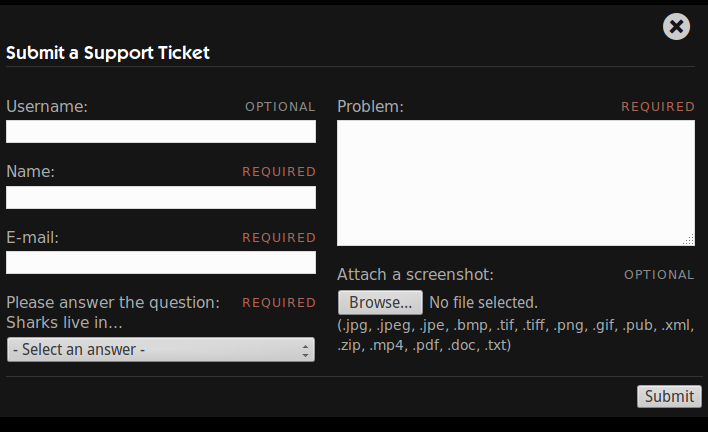 Submit a Support Ticket
Username: OPTIONAL
Name: REQUIRED
E-mail: REQUIRED
Please answer the question: REQUIRED
Sharks live in...
- Select an answer -
Problem: REQUIRED
Attach a screenshot: OPTIONAL
Browse... No file selected.
(.jpg, .jpeg, .jpe, .bmp, .tif, .tiff, .png, .gif, .pub, .xml,
.zip, .mp4, .pdf, .doc, .txt)
Submit